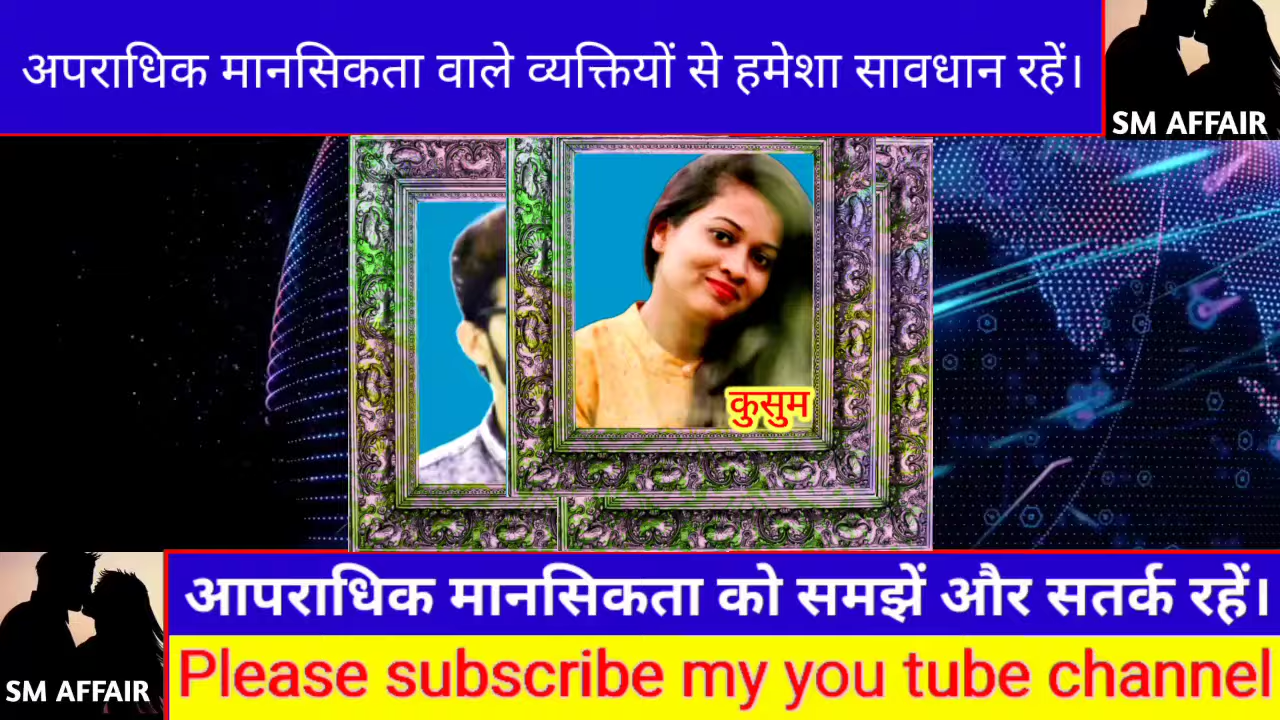 अपराधिक मानसिकता वाले व्यक्तियों से हमेशा सावधान रहें।
SM AFFAIR
कुसुम
आपराधिक मानसिकता को समझें और सतर्क रहें।
Please subscribe my you tube channel
SM AFFAIR